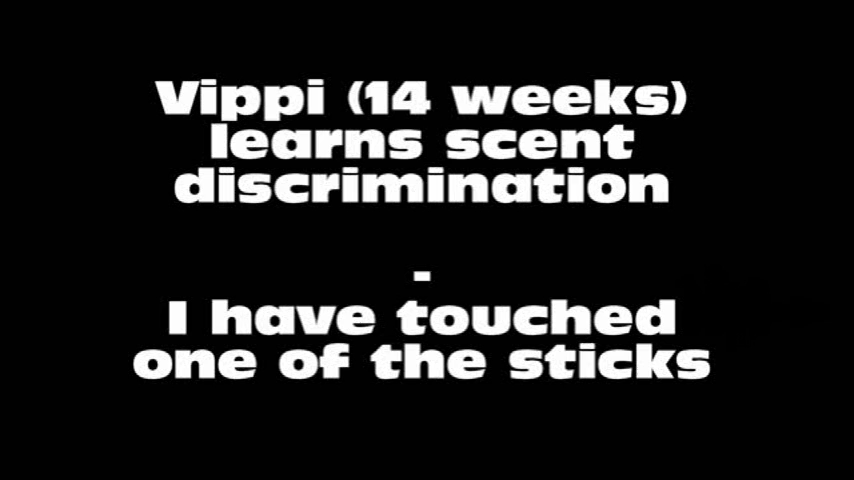 Vippi (14 weeks)
learns scent
discrimination
-
I have touched
one of the sticks